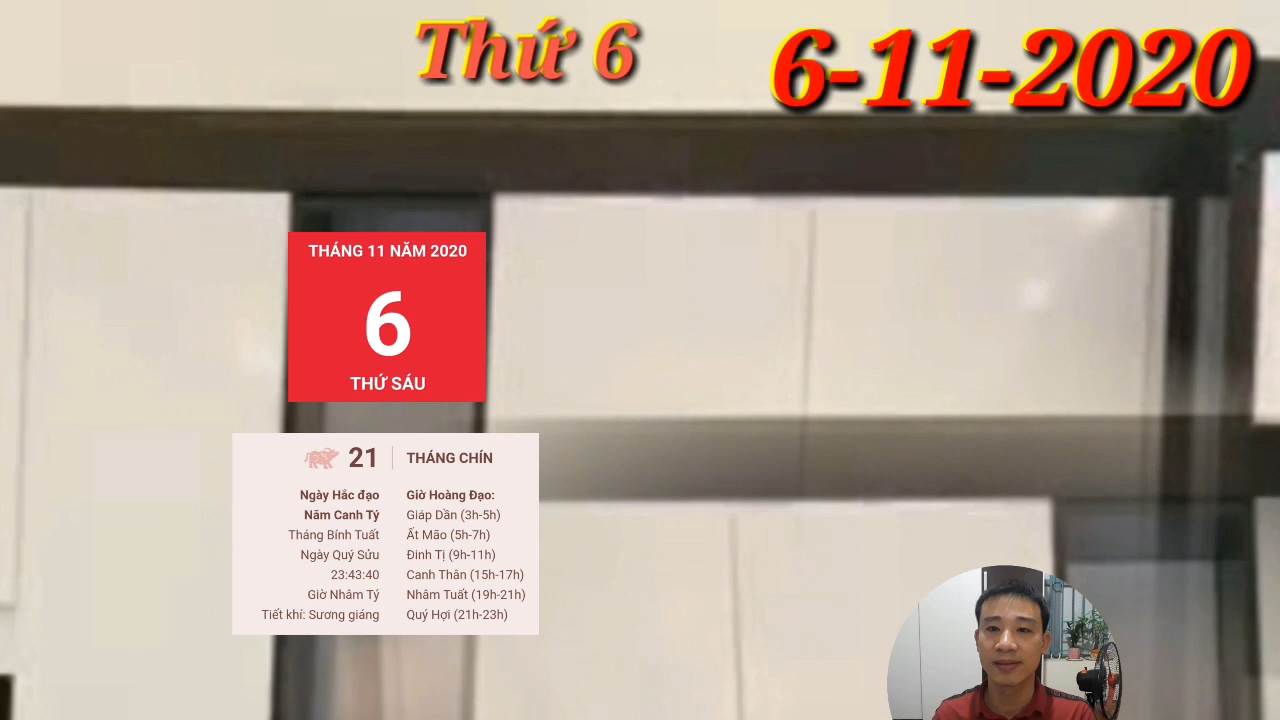 Thứ 6
6-11-2020
THÁNG 11 NĂM 2020
6
THỨ SÁU
21
THÁNG CHÍN
Ngày Hắc đạo
Năm Canh Tý
Tháng Bính Tuất
Ngày Quý Sửu
23:43:40
Giờ Nhâm Tý
Tiết khí: Sương giáng
Giờ Hoàng Đạo:
Giáp Dần (3h-5h)
Ất Mão (5h-7h)
Đinh Tị (9h-11h)
Canh Thân (15h-17h)
Nhâm Tuất (19h-21h)
Quý Hợi (21h-23h)